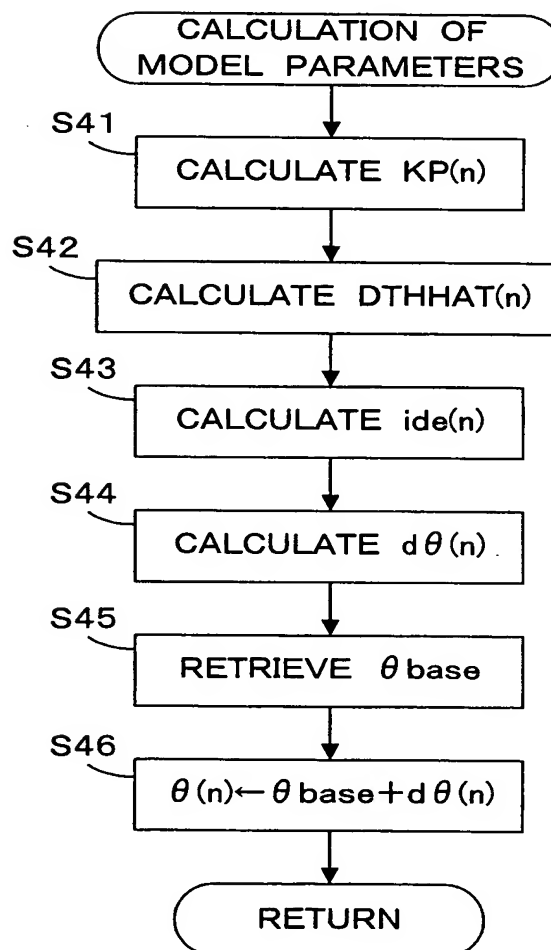 CALCULATION OF
MODEL PARAMETERS
S41
CALCULATE KP(n)
S42
CALCULATE DTHHAT(n)
S43
CALCULATE ide(n)
S44
CALCULATE dθ(n)
S45
RETRIEVE θbase
S46
θ(n)←θbase+dθ(n)
RETURN